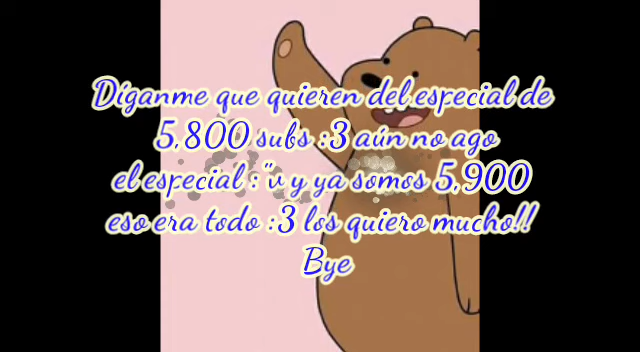 Díganme que quieren del especial de
5,800 subs :3 aún no ago
el especial :"v y ya somos 5,900
eso era todo :3 los quiero mucho!!
Bye